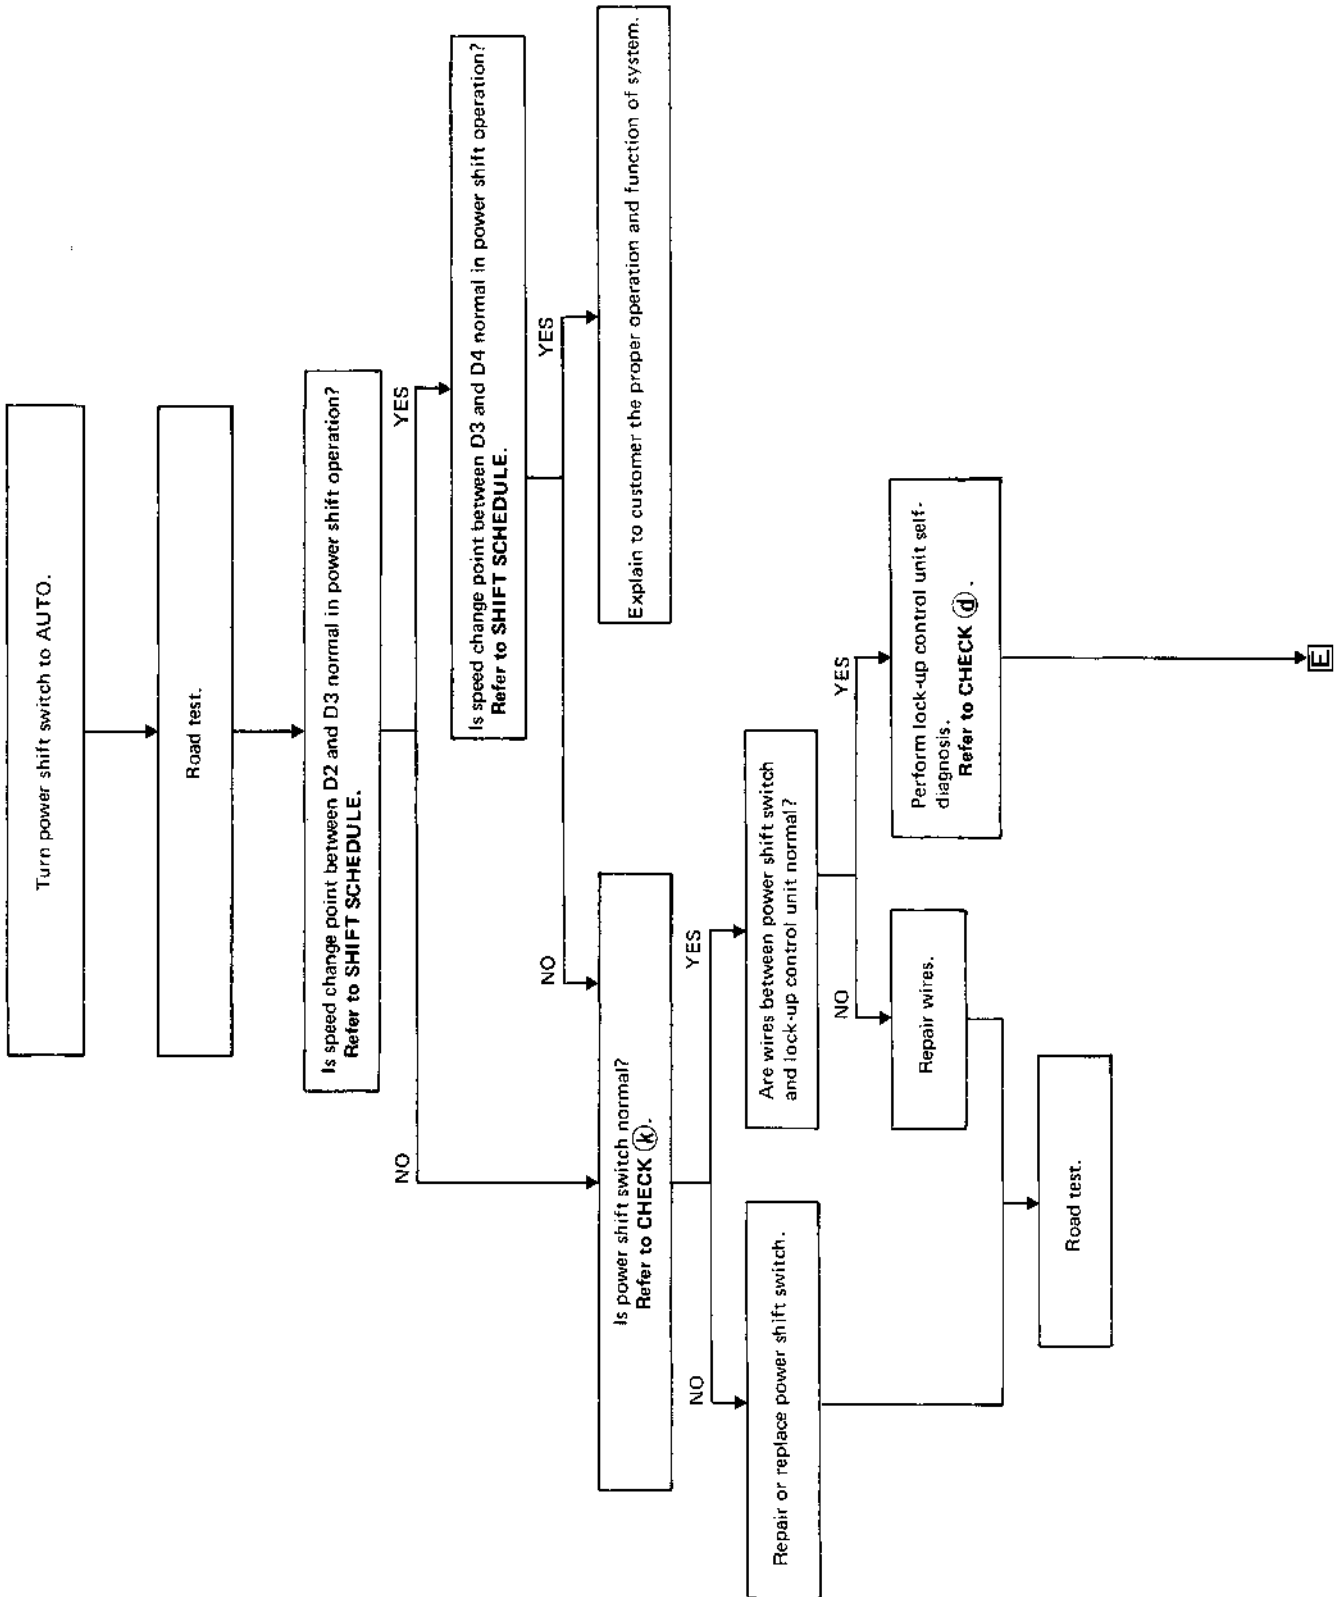 Turn power shift switch to AUTO.
Road test.
Is speed change point between D2 and D3 normal in power shift operation?
Refer to SHIFT SCHEDULE.
NO
YES
Is speed change point between D3 and D4 normal in power shift operation?
Refer to SHIFT SCHEDULE.
NO
YES
Is power shift switch normal?
Refer to CHECK ⓚ.
Explain to customer the proper operation and function of system.
NO
YES
Repair or replace power shift switch.
Are wires between power shift switch
and lock-up control unit normal?
NO
YES
Repair wires.
Perform lock-up control unit self-
diagnosis.
Refer to CHECK ⓓ.
Road test.
E